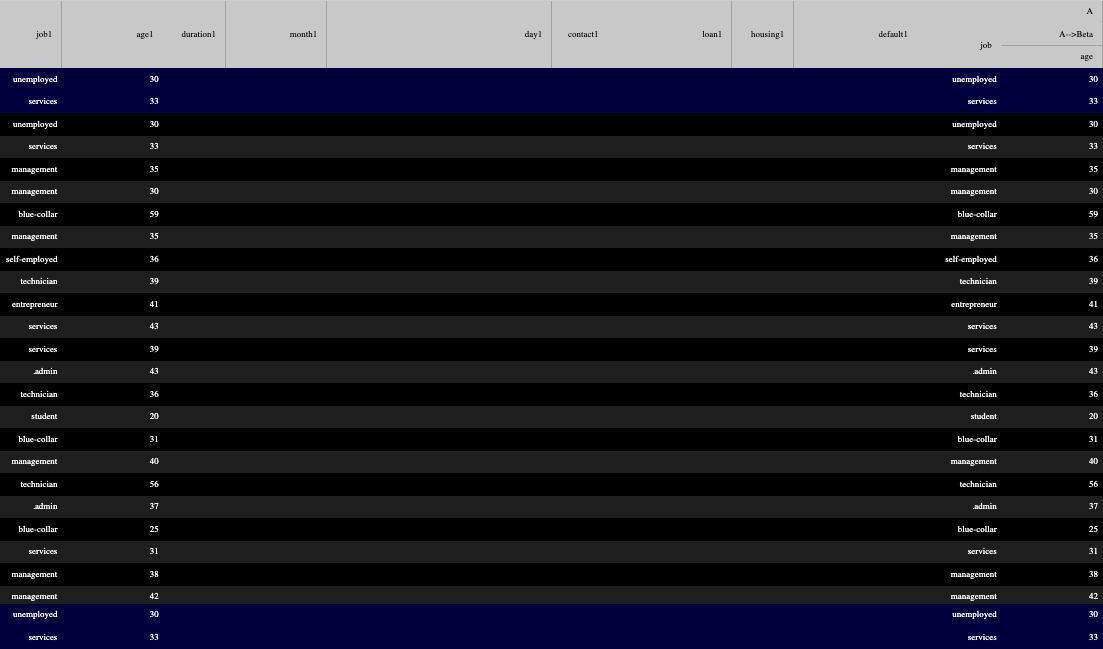 A
job1 age1 duration1 month1 day1 contact1 loan1 housing1 default1 A-->Beta
job
age
unemployed 30 unemployed 30
services 33 services 33
unemployed 30 unemployed 30
services 33 services 33
management 35 management 35
management 30 management 30
blue-collar 59 blue-collar 59
management 35 management 35
self-employed 36 self-employed 36
technician 39 technician 39
entrepreneur 41 entrepreneur 41
services 43 services 43
services 39 services 39
.admin 43 .admin 43
technician 36 technician 36
student 20 student 20
blue-collar 31 blue-collar 31
management 40 management 40
technician 56 technician 56
.admin 37 .admin 37
blue-collar 25 blue-collar 25
services 31 services 31
management 38 management 38
management 42 management 42
unemployed 30 unemployed 30
services 33 services 33